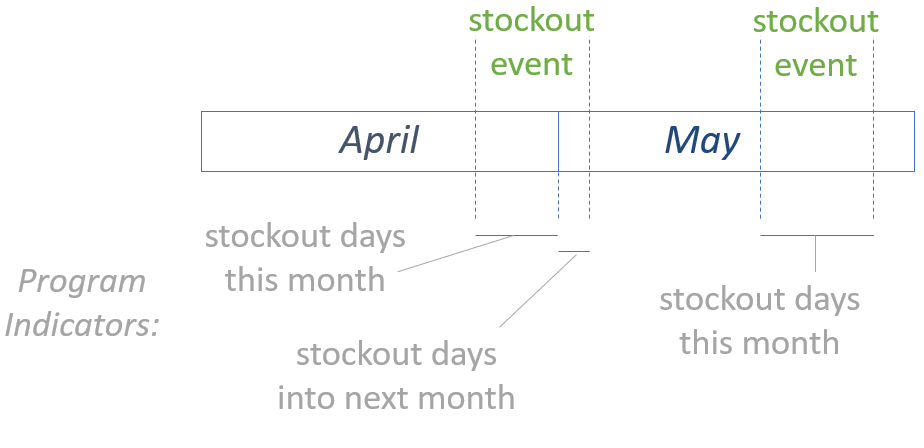 stockout
event
stockout
event
April
May
stockout days
this month
Program
Indicators:
stockout days
into next month
stockout days
this month